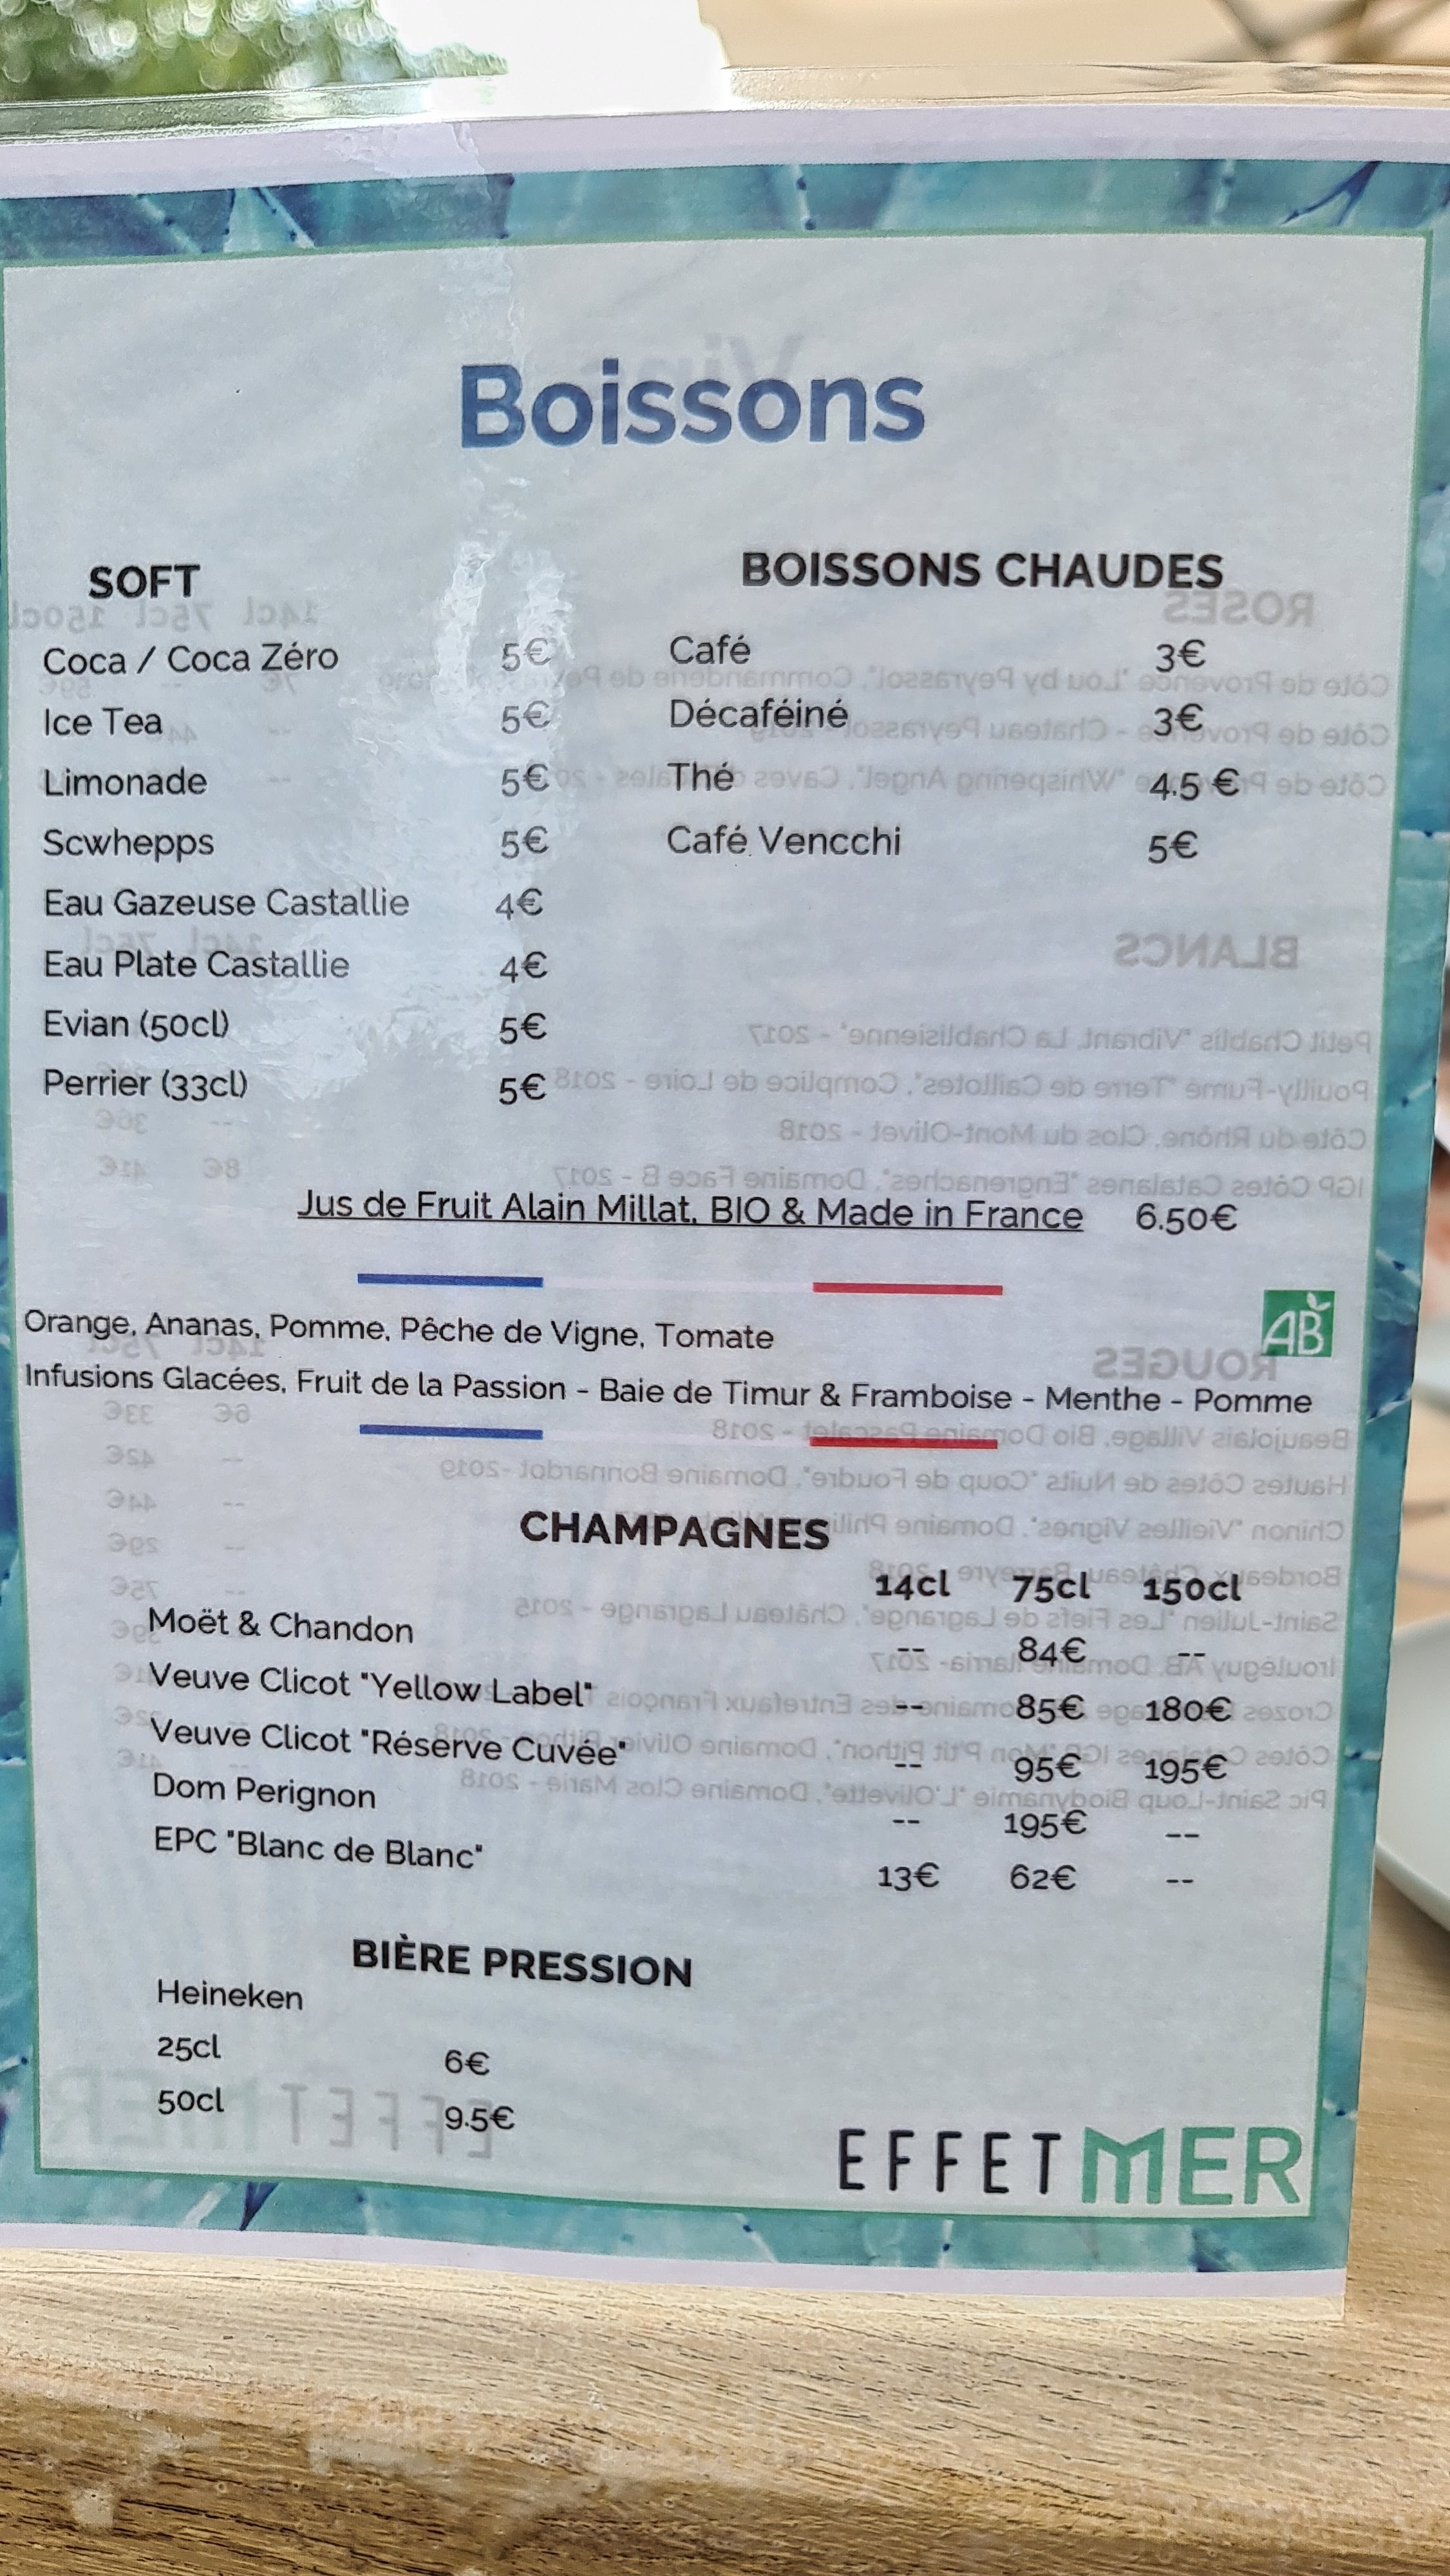 Boissons
SOFT
Coca / Coca Zéro 5€
Ice Tea 5€
Limonade 5€
Scwhepps 5€
Eau Gazeuse Castallie 4€
Eau Plate Castallie 4€
Evian (50cl) 5€
Perrier (33cl) 5€
BOISSONS CHAUDES
Café 3€
Décaféiné 3€
Thé 4.5 €
Café Vencchi 5€
Jus de Fruit Alain Millat, BIO & Made in France 6.50€
AB
Orange, Ananas, Pomme, Pêche de Vigne, Tomate
Infusions Glacées, Fruit de la Passion - Baie de Timur & Framboise - Menthe - Pomme
CHAMPAGNES
14cl 75cl 150cl
Moët & Chandon -- 84€ --
Veuve Clicot "Yellow Label" -- 85€ 180€
Veuve Clicot "Réserve Cuvée" -- 95€ 195€
Dom Perignon -- 195€ --
EPC "Blanc de Blanc" 13€ 62€ --
BIÈRE PRESSION
Heineken
25cl 6€
50cl 9.5€
EFFET MER